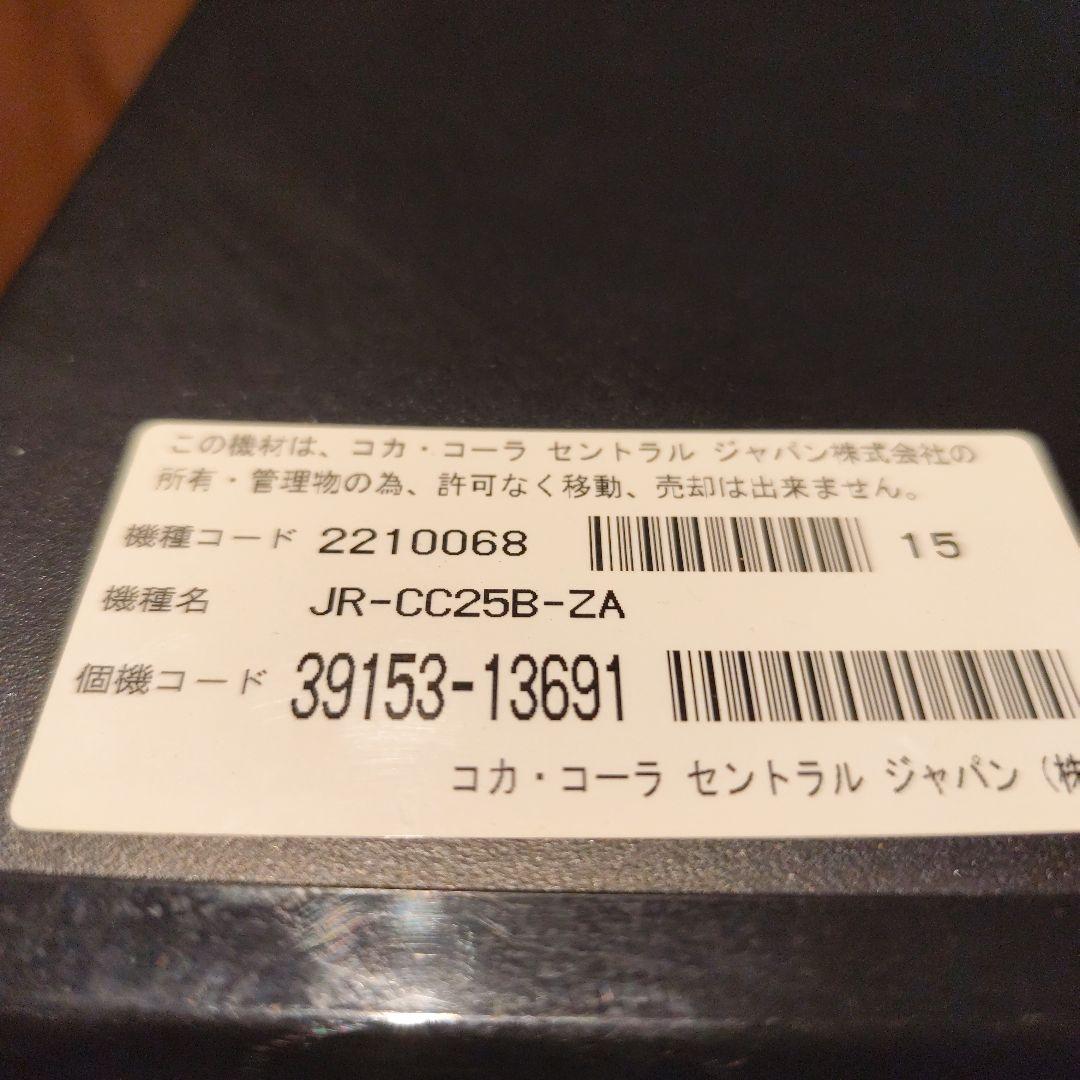 この機材は、コカ・コーラ セントラル ジャパン株式会社の
所有・管理物の為、許可なく移動、売却は出来ません。
機種コード 2210068 15
機種名 JR-CC25B-ZA
個機コード 39153-13691
コカ・コーラ セントラル ジャパン（株